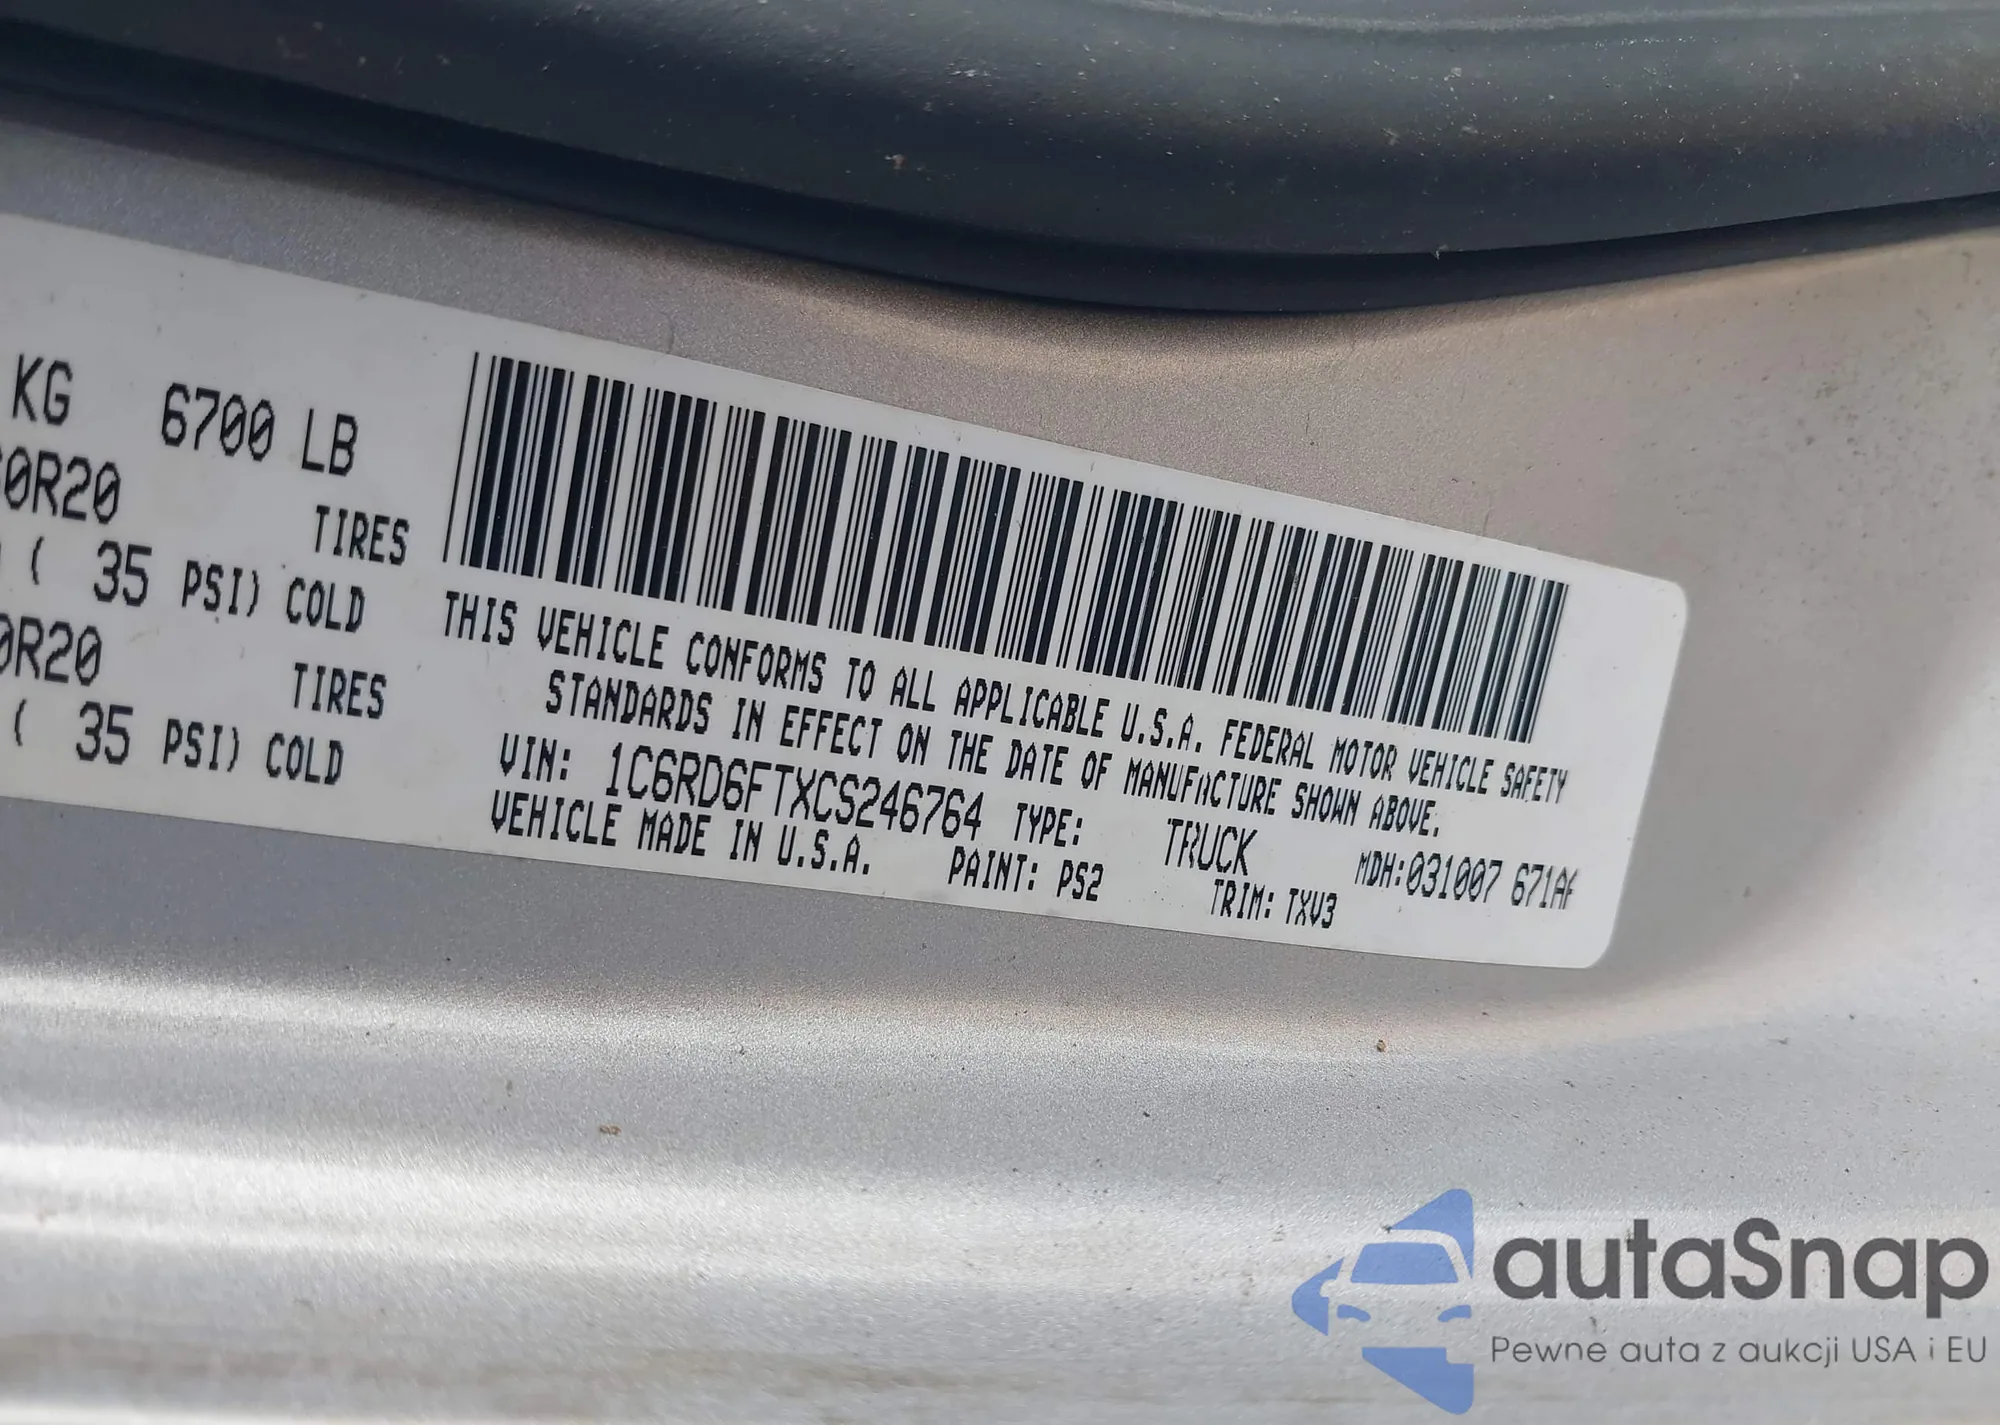 KG 6700 LB
0R20 TIRES
( 35 PSI) COLD
0R20 TIRES
( 35 PSI) COLD
THIS VEHICLE CONFORMS TO ALL APPLICABLE U.S.A. FEDERAL MOTOR VEHICLE SAFETY
STANDARDS IN EFFECT ON THE DATE OF MANUFACTURE SHOWN ABOVE.
VIN: 1C6RD6FTXCS246764 TYPE: TRUCK MDH:031007 671A
VEHICLE MADE IN U.S.A. PAINT: PS2 TRIM: TXV3
autaSnap
Pewne auta z aukcji USA i EU